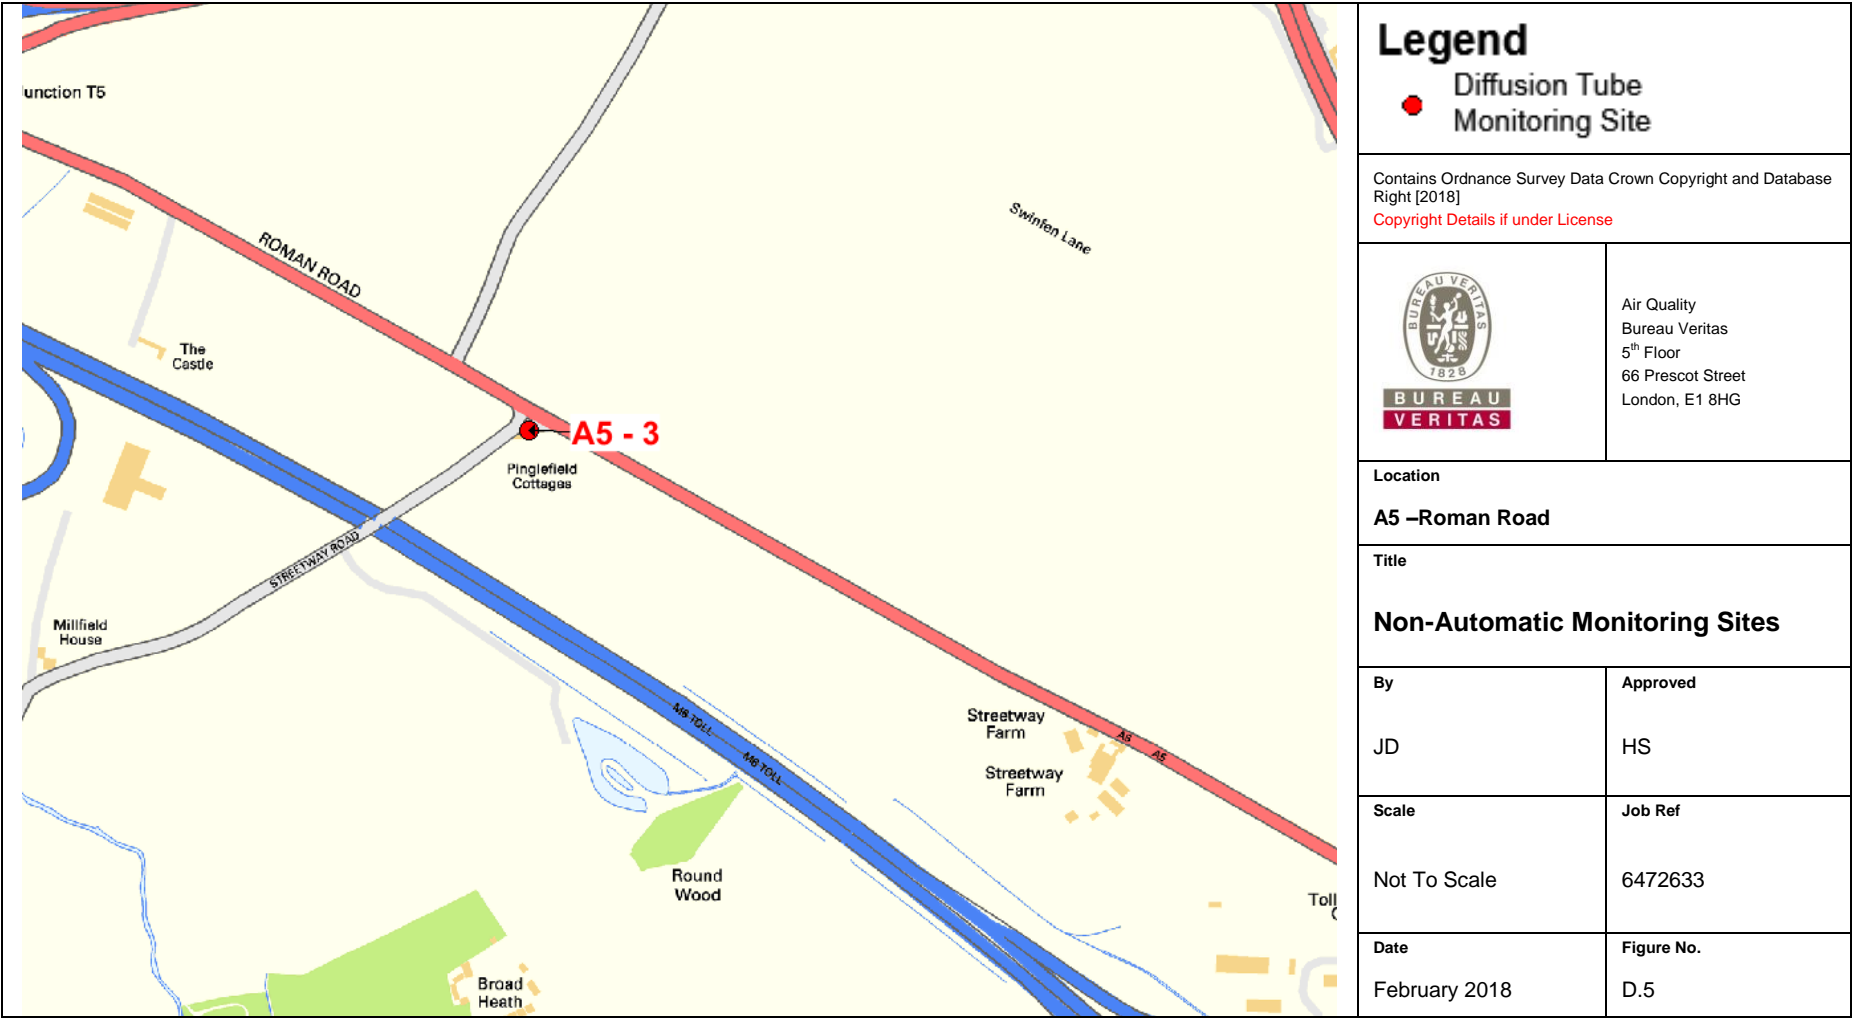 unction T5
ROMAN ROAD
Swinfen Lane
The
Castle
A5 - 3
Pinglefield
Cottages
STREETWAY ROAD
Millfield
House
M6 TOLL
M6 TOLL
Streetway
Farm
A5
A5
Streetway
Farm
Round
Wood
Toll
Broad
Heath
Legend
Diffusion Tube
Monitoring Site
Contains Ordnance Survey Data Crown Copyright and Database
Right [2018]
Copyright Details if under License
BUREAU VERITAS
1828
BUREAU
VERITAS
Air Quality
Bureau Veritas
5th Floor
66 Prescot Street
London, E1 8HG
Location
A5 –Roman Road
Title
Non-Automatic Monitoring Sites
By
Approved
JD
HS
Scale
Job Ref
Not To Scale
6472633
Date
Figure No.
February 2018
D.5